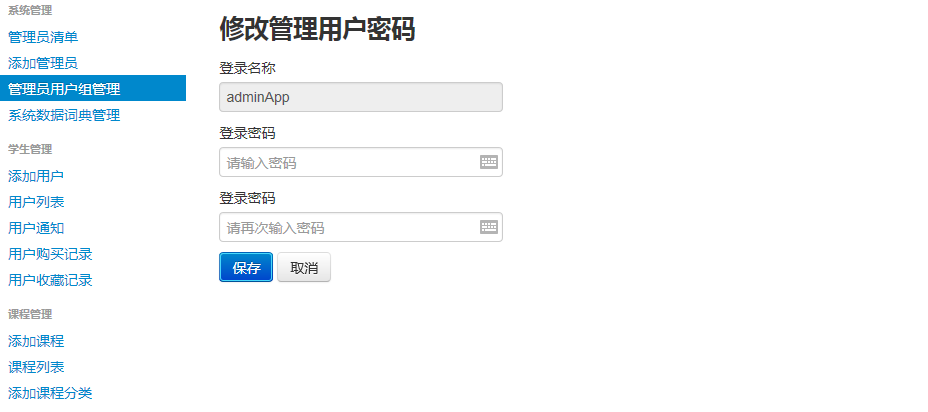 系统管理
管理员清单
添加管理员
管理员用户组管理
系统数据词典管理
学生管理
添加用户
用户列表
用户通知
用户购买记录
用户收藏记录
课程管理
添加课程
课程列表
添加课程分类
修改管理用户密码
登录名称
adminApp
登录密码
请输入密码
登录密码
请再次输入密码
保存 取消